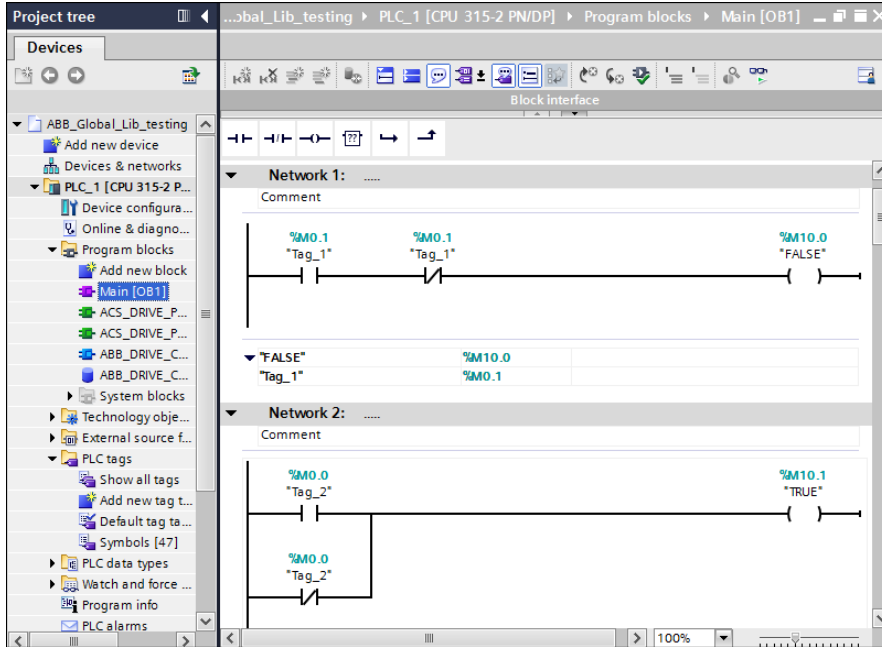 Project tree
...obal_Lib_testing ▸ PLC_1 [CPU 315-2 PN/DP] ▸ Program blocks ▸ Main [OB1]
Devices
Block interface
ABB_Global_Lib_testing
Add new device
Devices & networks
PLC_1 [CPU 315-2 P...
Device configura...
Online & diagno...
Program blocks
Add new block
Main [OB1]
ACS_DRIVE_P...
ACS_DRIVE_P...
ABB_DRIVE_C...
ABB_DRIVE_C...
System blocks
Technology obje...
External source f...
PLC tags
Show all tags
Add new tag t...
Default tag ta...
Symbols [47]
PLC data types
Watch and force ...
Program info
PLC alarms
??
Network 1: .....
Comment
%M0.1 %M0.1 %M10.0
"Tag_1" "Tag_1" "FALSE"
"FALSE" %M10.0
"Tag_1" %M0.1
Network 2: .....
Comment
%M0.0 %M10.1
"Tag_2" "TRUE"
%M0.0
"Tag_2"
100%